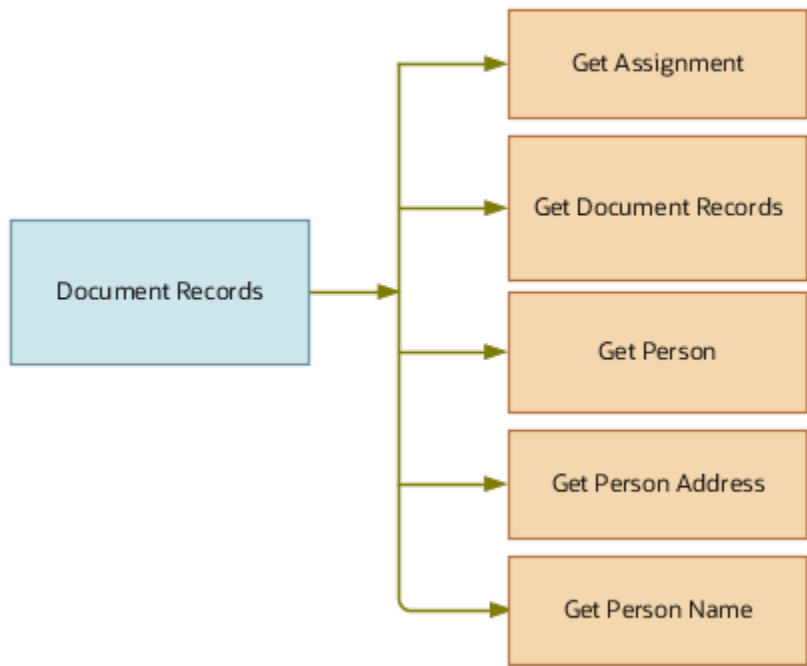 Get Assignment
Get Document Records
Document Records
Get Person
Get Person Address
Get Person Name